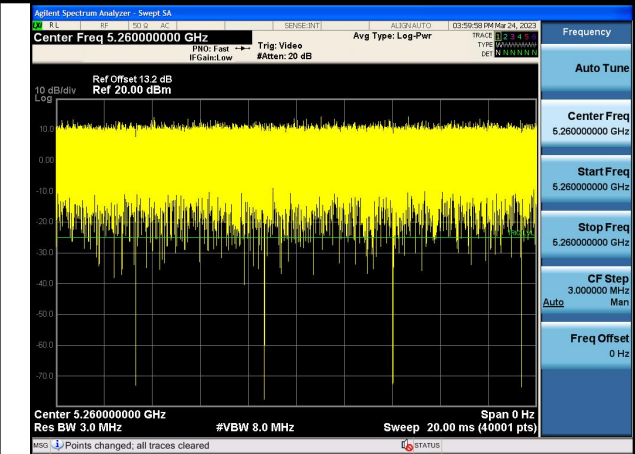 Agilent Spectrum Analyzer - Swept SA
RL RF 50 Ω AC SENSE:INT ALIGN AUTO 03:59:58 PM Mar 24, 2023
Center Freq 5.260000000 GHz
PNO: Fast
IFGain:Low
Trig: Video
#Atten: 20 dB
Avg Type: Log-Pwr
TRACE 1 2 3 4 5 6
TYPE
DET N N N N N N
Ref Offset 13.2 dB
10 dB/div Ref 20.00 dBm
Log
10.0
0.00
-10.0
-20.0
-30.0
-40.0
-50.0
-60.0
-70.0
Center 5.260000000 GHz Span 0 Hz
Res BW 3.0 MHz #VBW 8.0 MHz Sweep 20.00 ms (40001 pts)
MSG Points changed; all traces cleared STATUS
Frequency
Auto Tune
Center Freq
5.260000000 GHz
Start Freq
5.260000000 GHz
Stop Freq
5.260000000 GHz
CF Step
3.000000 MHz
Auto Man
Freq Offset
0 Hz